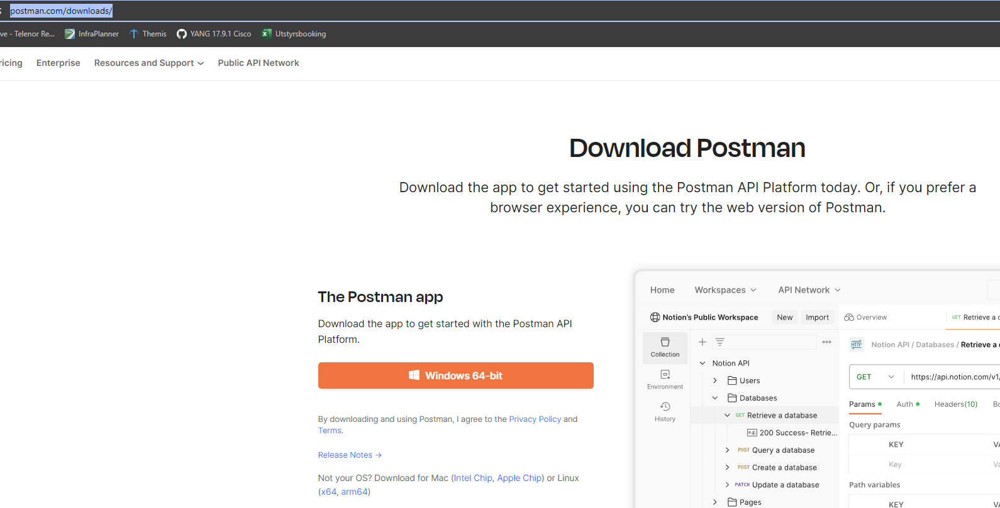 postman.com/downloads/
ve - Telenor Re... InfraPlanner Themis YANG 17.9.1 Cisco Utstyrsbooking
ricing Enterprise Resources and Support Public API Network
Download Postman
Download the app to get started using the Postman API Platform today. Or, if you prefer a
browser experience, you can try the web version of Postman.
The Postman app
Download the app to get started with the Postman API
Platform.
Windows 64-bit
By downloading and using Postman, I agree to the Privacy Policy and
Terms.
Release Notes →
Not your OS? Download for Mac (Intel Chip, Apple Chip) or Linux
(x64, arm64)
Home Workspaces API Network
Notion's Public Workspace New Import
Overview GET Retrieve a
Collection
Environment
History
Notion API
Users
Databases
GET Retrieve a database
e.g. 200 Success- Retrie...
POST Query a database
POST Create a database
PATCH Update a database
Pages
HTTP Notion API / Databases / Retrieve a
GET https://api.notion.com/v1/
Params Auth Headers(10) Bo
Query params
KEY VA
Key Va
Path variables
KEY VA